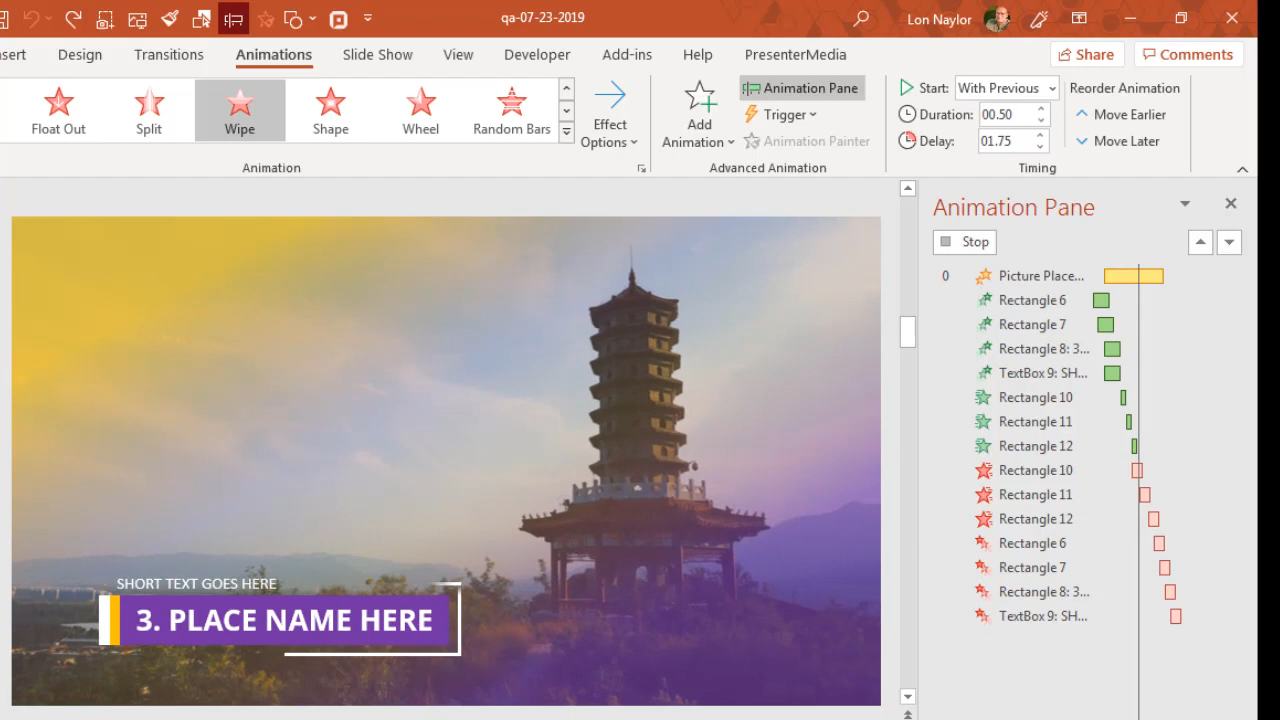 qa-07-23-2019
Lon Naylor
nsert Design Transitions Animations Slide Show View Developer Add-ins Help PresenterMedia Share Comments
Float Out Split Wipe Shape Wheel Random Bars
Effect Options
Animation
Add Animation
Animation Pane
Trigger
Animation Painter
Advanced Animation
Start: With Previous
Duration: 00.50
Delay: 01.75
Reorder Animation
Move Earlier
Move Later
Timing
SHORT TEXT GOES HERE
3. PLACE NAME HERE
Animation Pane
Stop
0 Picture Place...
Rectangle 6
Rectangle 7
Rectangle 8: 3...
TextBox 9: SH...
Rectangle 10
Rectangle 11
Rectangle 12
Rectangle 10
Rectangle 11
Rectangle 12
Rectangle 6
Rectangle 7
Rectangle 8: 3...
TextBox 9: SH...